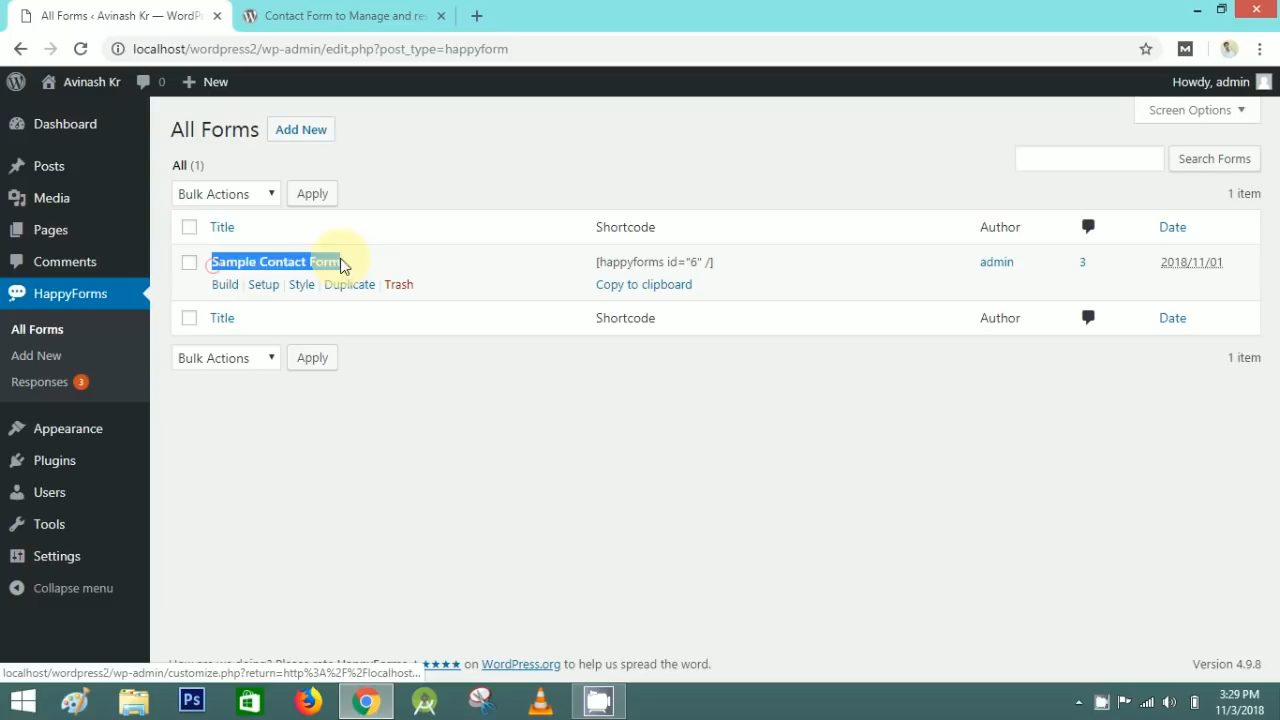 All Forms ‹ Avinash Kr — WordPr
Contact Form to Manage and res
localhost/wordpress2/wp-admin/edit.php?post_type=happyform
Avinash Kr
0
New
Howdy, admin
Dashboard
Posts
Media
Pages
Comments
HappyForms
All Forms
Add New
Responses 3
Appearance
Plugins
Users
Tools
Settings
Collapse menu
Screen Options
All Forms
Add New
All (1)
Search Forms
Bulk Actions
Apply
1 item
Title
Shortcode
Author
Date
Sample Contact Form
[happyforms id="6" /]
admin
3
2018/11/01
Build | Setup | Style | Duplicate | Trash
Copy to clipboard
Title
Shortcode
Author
Date
Bulk Actions
Apply
1 item
How are we doing? Please rate HappyForms ★★★★★ on WordPress.org to help us spread the word.
Version 4.9.8
localhost/wordpress2/wp-admin/customize.php?return=http%3A%2F%2Flocalhost...
Ps
3:29 PM
11/3/2018